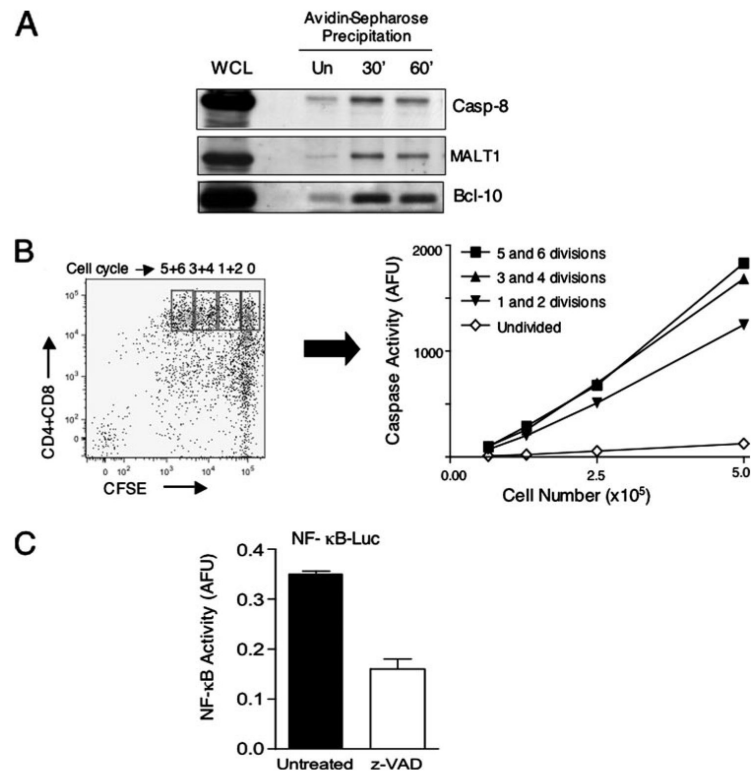 A
Avidin-Sepharose
Precipitation
WCL Un 30' 60'
Casp-8
MALT1
Bcl-10
B
Cell cycle → 5+6 3+4 1+2 0
10⁵
10⁴
10³
10²
0
CD4+CD8
0 10² 10³ 10⁴ 10⁵
CFSE
2000
1000
Caspase Activity (AFU)
5 and 6 divisions
3 and 4 divisions
1 and 2 divisions
Undivided
0.00 2.5 5.0
Cell Number (x10⁵)
C
NF- κB-Luc
0.4
0.3
0.2
0.1
0.0
NF-κB Activity (AFU)
Untreated z-VAD